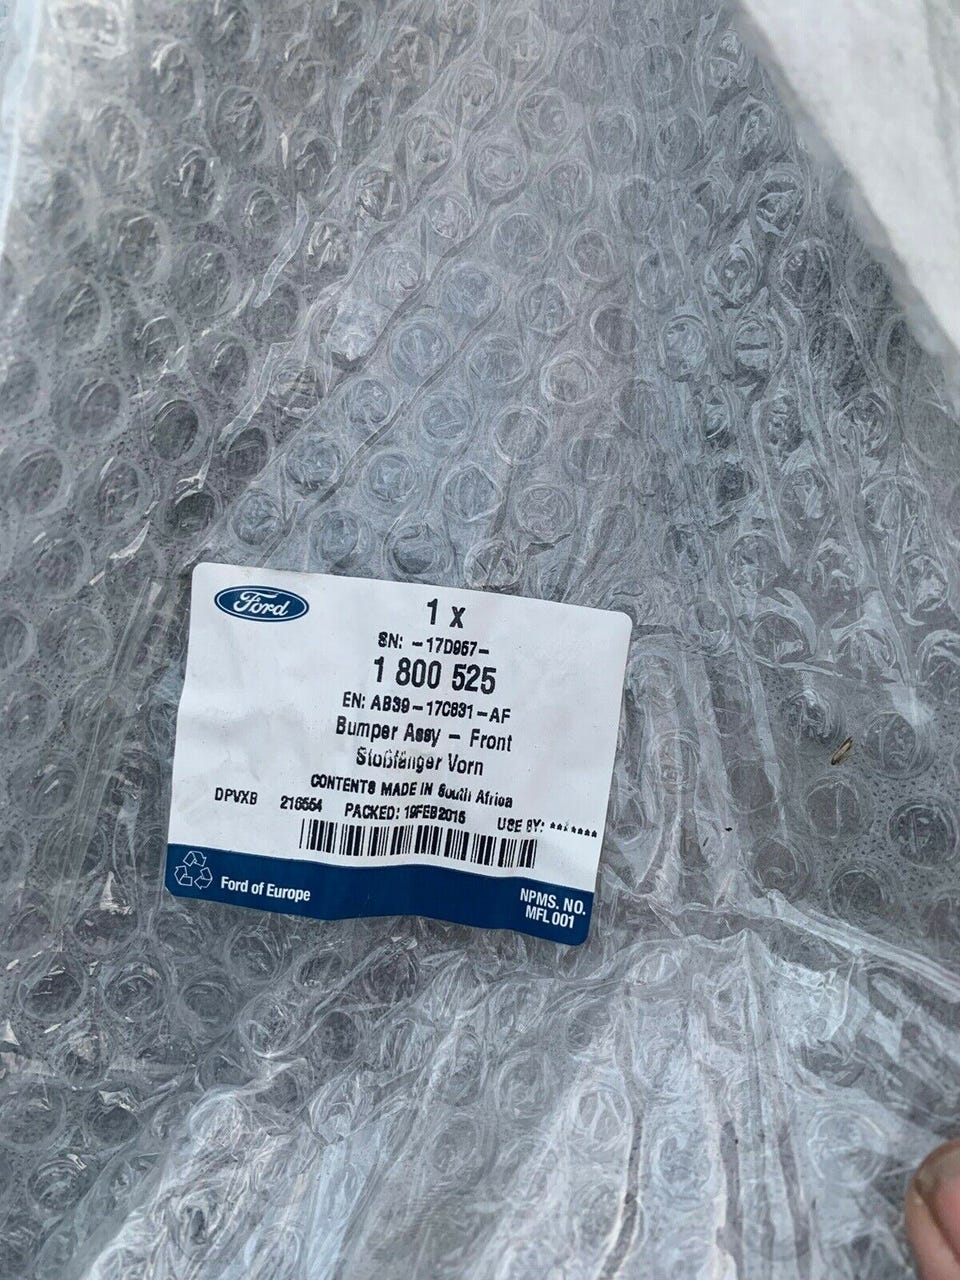 Ford
1 X
SN: -17D957-
1 800 525
EN: AB39-17C831-AF
Bumper Assy - Front
Stoßfänger Vorn
CONTENTS MADE IN South Africa
DPVXB 216554 PACKED: 19FEB2015 USE BY: *******
Ford of Europe
NPMS. NO.
MFL 001